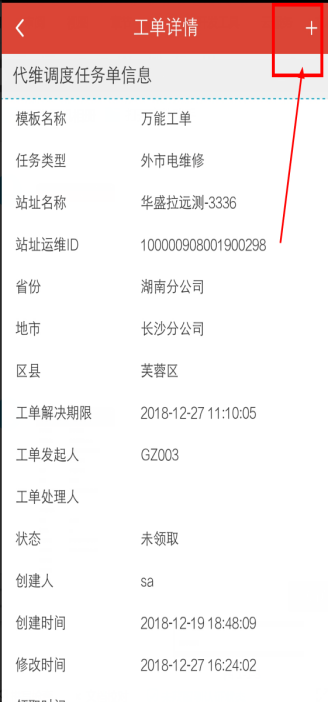 工单详情
代维调度任务单信息
模板名称 万能工单
任务类型 外市电维修
站址名称 华盛拉远测-3336
站址运维ID 100000908001900298
省份 湖南分公司
地市 长沙分公司
区县 芙蓉区
工单解决期限 2018-12-27 11:10:05
工单发起人 GZ003
工单处理人
状态 未领取
创建人 sa
创建时间 2018-12-19 18:48:09
修改时间 2018-12-27 16:24:02